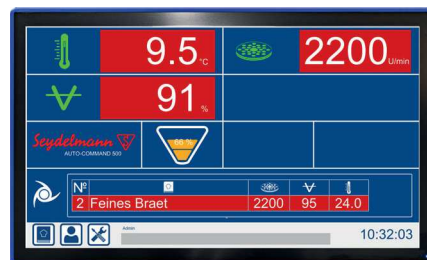 9.5 °C
2200 U/min
91 %
Seydelmann
AUTO-COMMAND 500
66 %
Nº
2 Feines Braet 2200 95 24.0
Admin
10:32:03